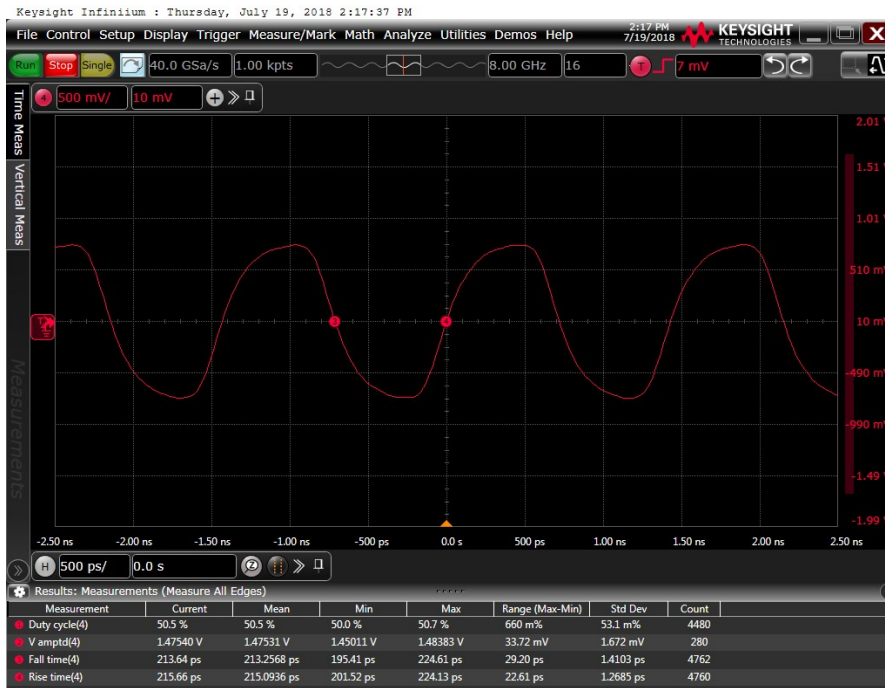 Keysight Infiniium : Thursday, July 19, 2018 2:17:37 PM
File Control Setup Display Trigger Measure/Mark Math Analyze Utilities Demos Help 2:17 PM 7/19/2018 KEYSIGHT TECHNOLOGIES X
Run Stop Single 40.0 GSa/s 1.00 kpts 8.00 GHz 16 T 7 mV
4 500 mV/ 10 mV
Time Meas
Vertical Meas
Measurements
2.01 V
1.51
1.01 V
510 m
3 4 10 m
-490 m
-990 m
-1.49
-1.99
-2.50 ns -2.00 ns -1.50 ns -1.00 ns -500 ps 0.0 s 500 ps 1.00 ns 1.50 ns 2.00 ns 2.50 ns
H 500 ps/ 0.0 s
Results: Measurements (Measure All Edges)
Measurement Current Mean Min Max Range (Max-Min) Std Dev Count
1 Duty cycle(4) 50.5 % 50.5 % 50.0 % 50.7 % 660 m% 53.1 m% 4480
2 V amptd(4) 1.47540 V 1.47531 V 1.45011 V 1.48383 V 33.72 mV 1.672 mV 280
3 Fall time(4) 213.64 ps 213.2568 ps 195.41 ps 224.61 ps 29.20 ps 1.4103 ps 4762
4 Rise time(4) 215.66 ps 215.0936 ps 201.52 ps 224.13 ps 22.61 ps 1.2685 ps 4760